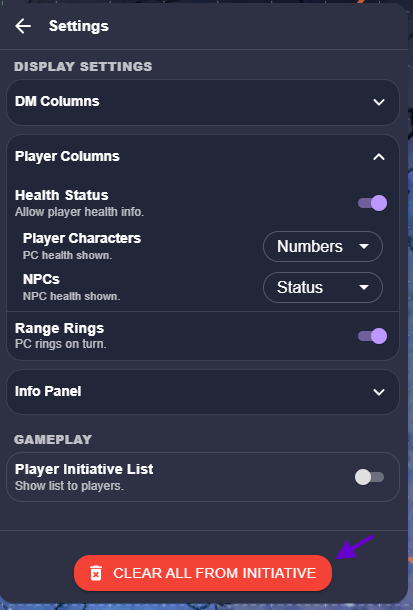 Settings
DISPLAY SETTINGS
DM Columns
Player Columns
Health Status
Allow player health info.
Player Characters
PC health shown.
Numbers
NPCs
NPC health shown.
Status
Range Rings
PC rings on turn.
Info Panel
GAMEPLAY
Player Initiative List
Show list to players.
CLEAR ALL FROM INITIATIVE